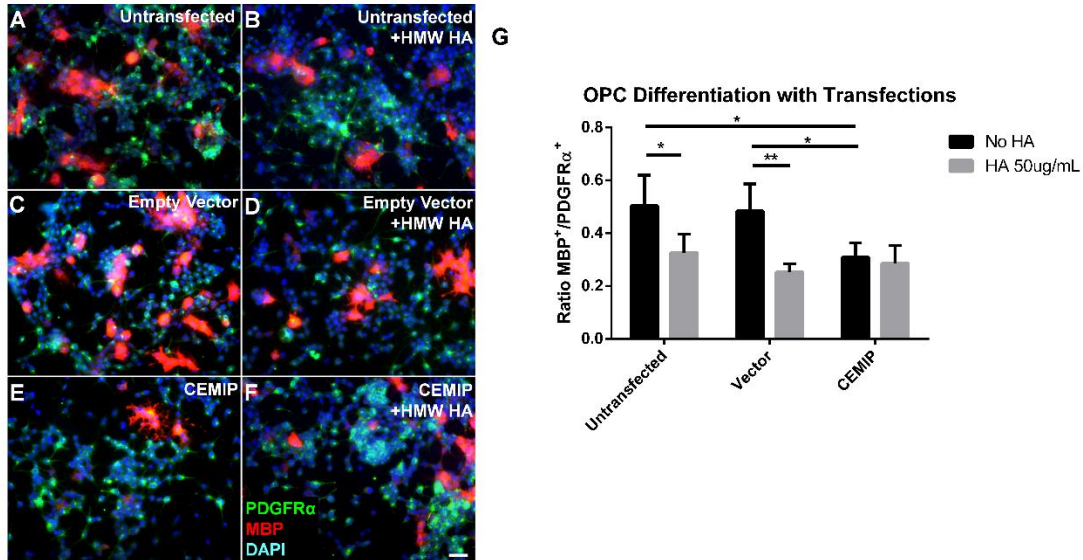 A Untransfected
B Untransfected
+HMW HA
C Empty Vector
D Empty Vector
+HMW HA
E CEMIP
F CEMIP
+HMW HA
PDGFRα
MBP
DAPI
G
OPC Differentiation with Transfections
Ratio MBP⁺/PDGFRα⁺
0.8
0.6
0.4
0.2
0.0
*
*
*
**
Untransfected
Vector
CEMIP
No HA
HA 50ug/mL